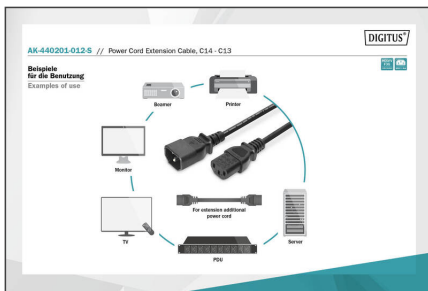 DIGITUS®
AK-440201-012-S // Power Cord Extension Cable, C14 - C13
Beispiele
für die Benutzung
Examples of use
Beamer
Printer
Monitor
For extension additional
power cord
TV
Server
PDU